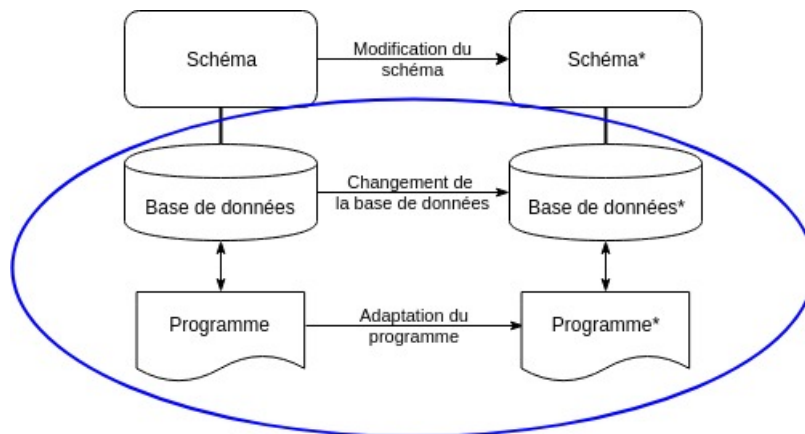 Schéma
Modification du
schéma
Schéma*
Base de données
Changement de
la base de données
Base de données*
Programme
Adaptation du
programme
Programme*